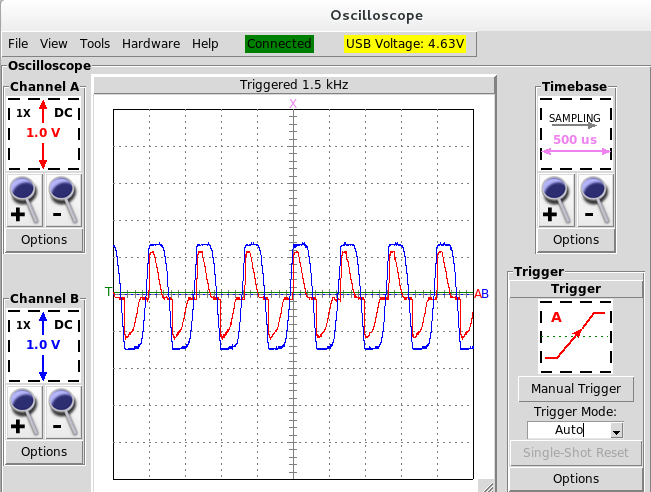 Oscilloscope
File View Tools Hardware Help Connected USB Voltage: 4.63V
Oscilloscope
Channel A
1X DC
1.0 V
+ -
Options
Channel B
1X DC
1.0 V
+ -
Options
Triggered 1.5 kHz
X
T
AB
Timebase
SAMPLING
500 us
+ -
Options
Trigger
Trigger
A
Manual Trigger
Trigger Mode:
Auto
Single-Shot Reset
Options